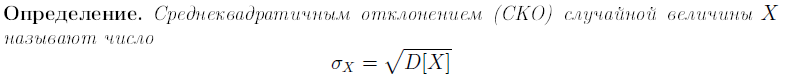 Определение. Среднеквадратичным отклонением (СКО) случайной величины X
называют число
σ_X = √D[X]